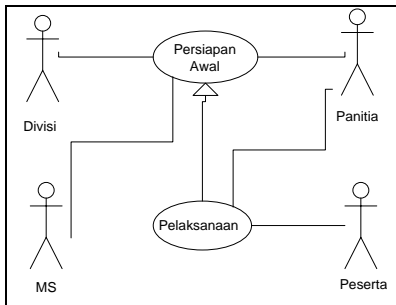 Persiapan
Awal
Divisi
Panitia
Pelaksanaan
MS
Peserta